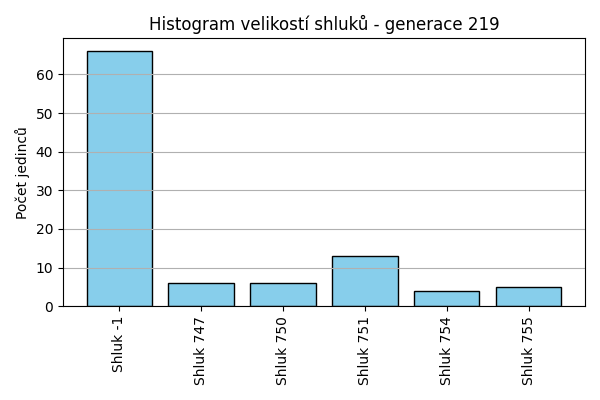 Histogram velikostí shluků - generace 219
Počet jedinců
60
50
40
30
20
10
0
Shluk -1
Shluk 747
Shluk 750
Shluk 751
Shluk 754
Shluk 755